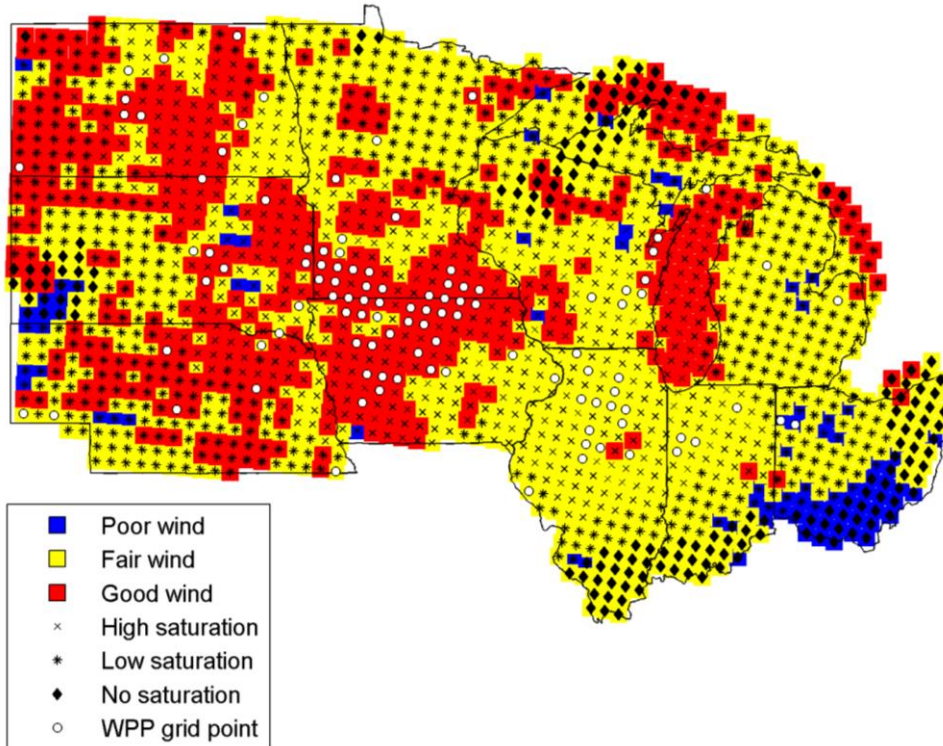 Poor wind
Fair wind
Good wind
High saturation
Low saturation
No saturation
WPP grid point